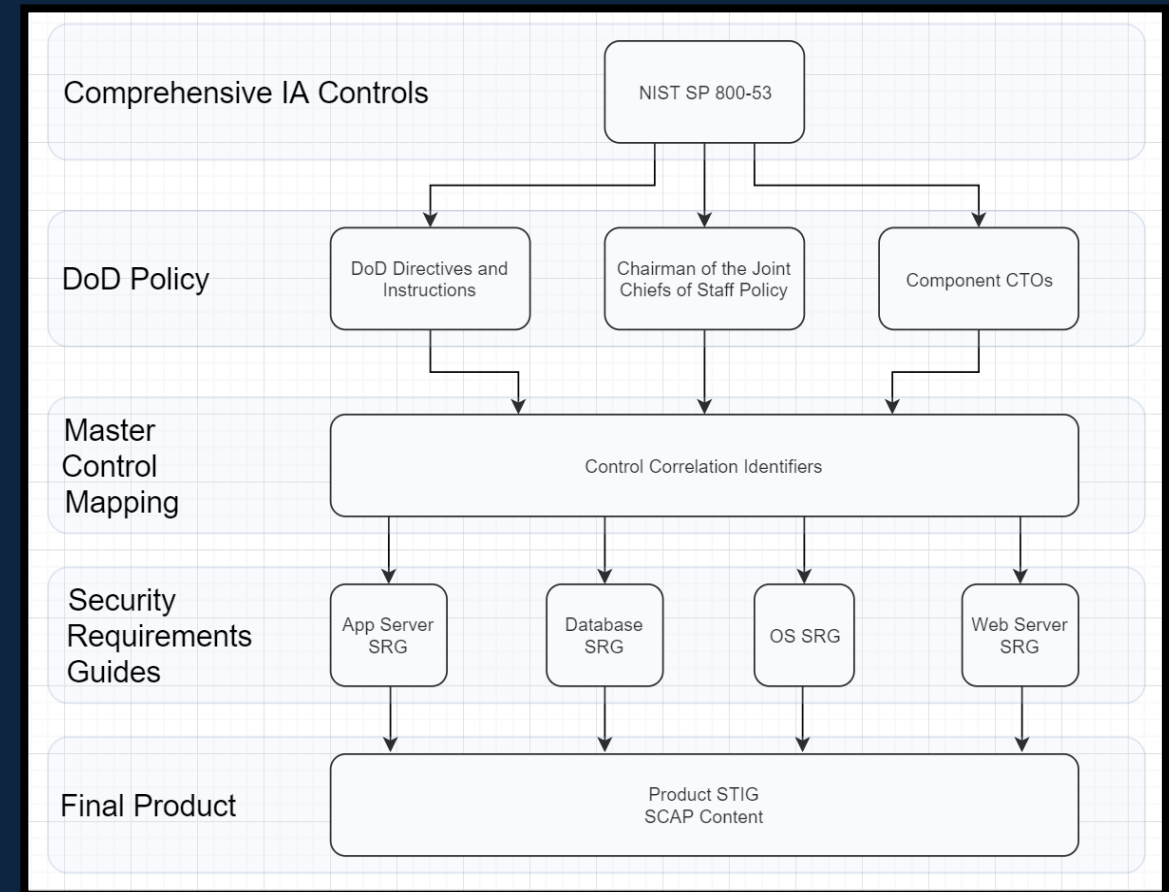 Comprehensive IA Controls
NIST SP 800-53
DoD Policy
DoD Directives and
Instructions
Chairman of the Joint
Chiefs of Staff Policy
Component CTOs
Master
Control
Mapping
Control Correlation Identifiers
Security
Requirements
Guides
App Server
SRG
Database
SRG
OS SRG
Web Server
SRG
Final Product
Product STIG
SCAP Content